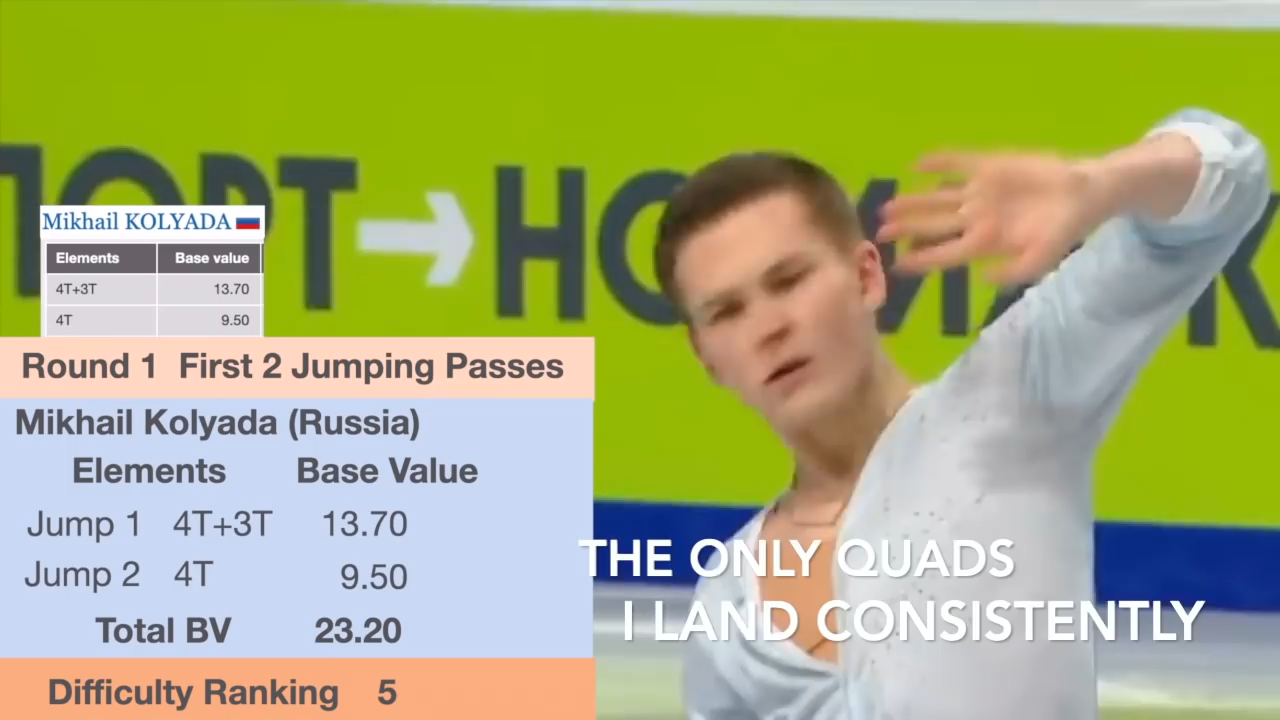 ПОРТ → НО
Mikhail KOLYADA
Elements Base value
4T+3T 13.70
4T 9.50
Round 1 First 2 Jumping Passes
Mikhail Kolyada (Russia)
Elements Base Value
Jump 1 4T+3T 13.70
Jump 2 4T 9.50
Total BV 23.20
Difficulty Ranking 5
THE ONLY QUADS
I LAND CONSISTENTLY